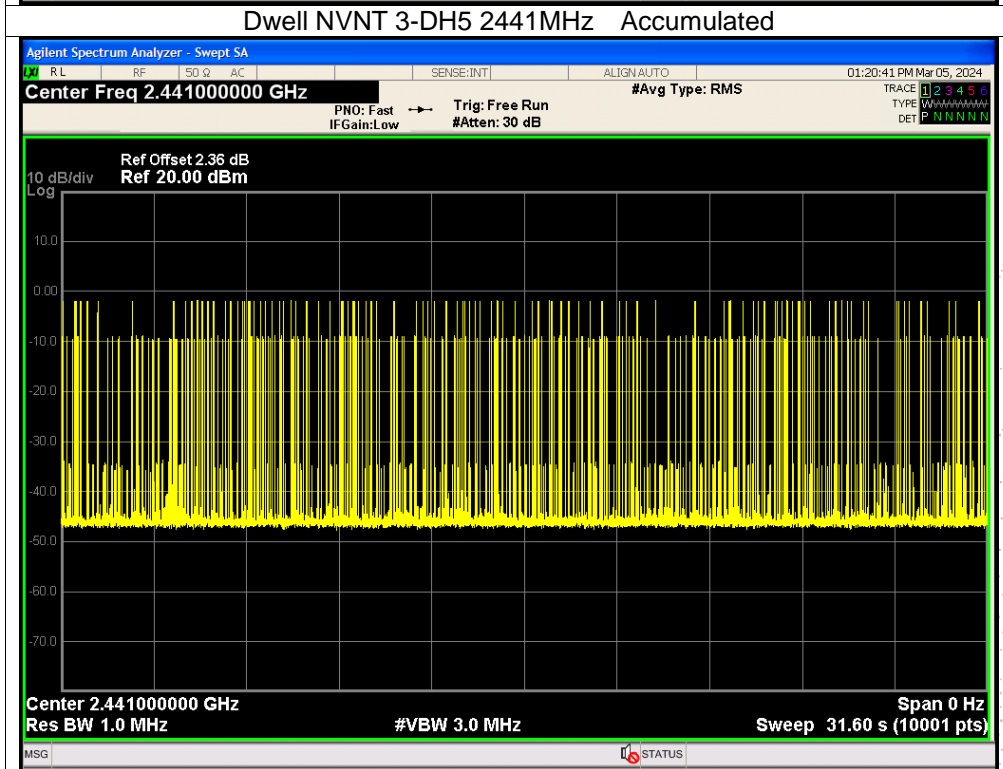 Dwell NVNT 3-DH5 2441MHz Accumulated
Agilent Spectrum Analyzer - Swept SA
LXI RL RF 50 Ω AC SENSE:INT ALIGN AUTO 01:20:41 PM Mar 05, 2024
Center Freq 2.441000000 GHz #Avg Type: RMS TRACE 1 2 3 4 5 6
PNO: Fast Trig: Free Run TYPE WWWWWW
IFGain:Low #Atten: 30 dB DET P N N N N N
Ref Offset 2.36 dB
10 dB/div Ref 20.00 dBm
Log
10.0
0.00
-10.0
-20.0
-30.0
-40.0
-50.0
-60.0
-70.0
Center 2.441000000 GHz Span 0 Hz
Res BW 1.0 MHz #VBW 3.0 MHz Sweep 31.60 s (10001 pts)
MSG STATUS